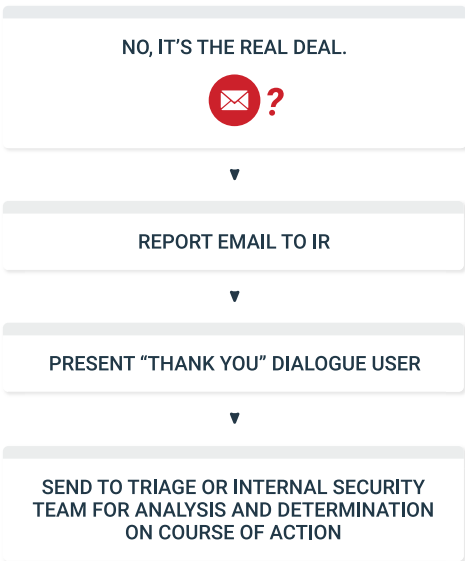 NO, IT'S THE REAL DEAL.
?
REPORT EMAIL TO IR
PRESENT “THANK YOU” DIALOGUE USER
SEND TO TRIAGE OR INTERNAL SECURITY
TEAM FOR ANALYSIS AND DETERMINATION
ON COURSE OF ACTION